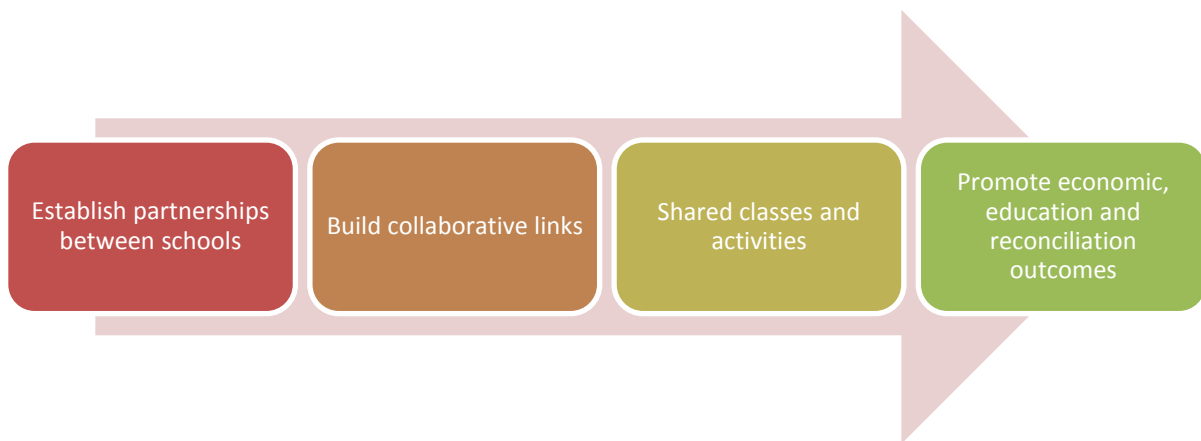 Establish partnerships
between schools
Build collaborative links
Shared classes and
activities
Promote economic,
education and
reconciliation
outcomes